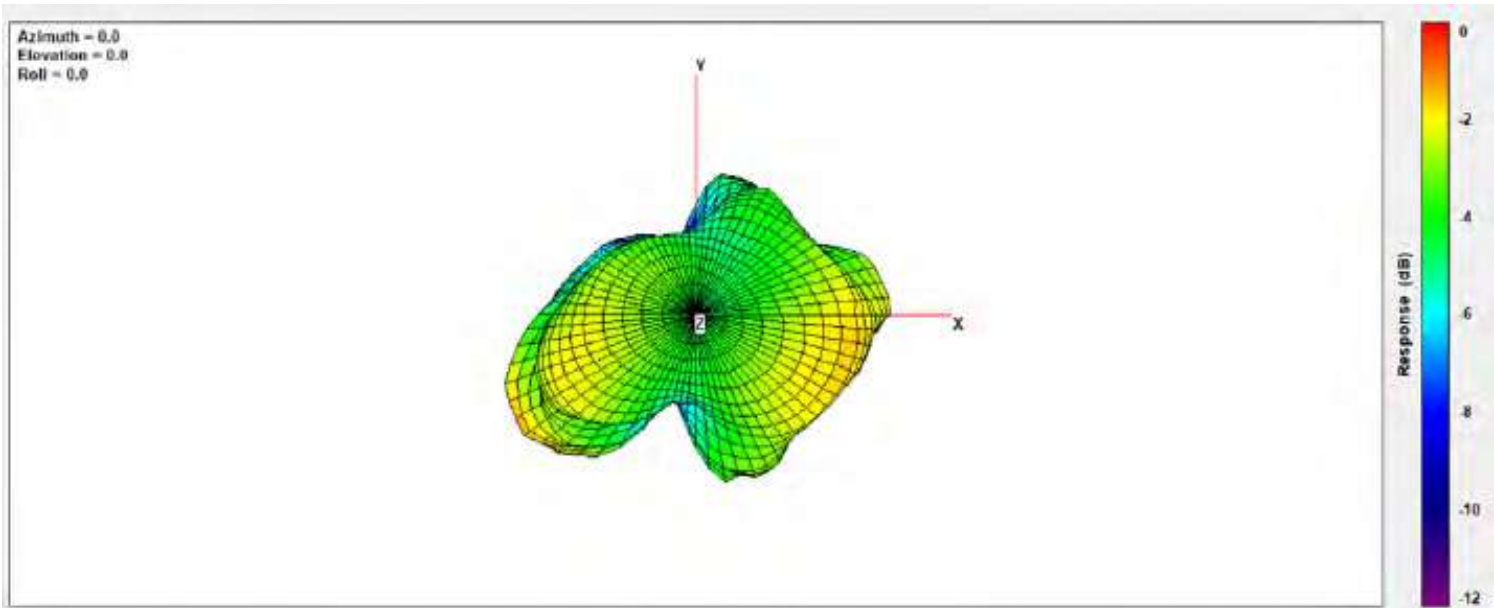 Azimuth = 0.0
Elevation = 0.0
Roll = 0.0
Y
Z
X
Response (dB)
0
-2
-4
-6
-8
-10
-12